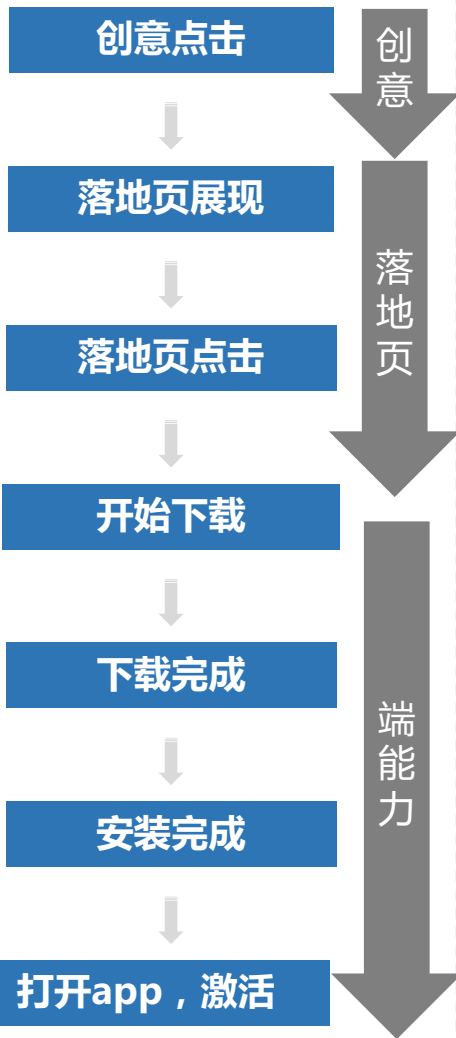 创意点击
创意
落地页展现
落地页
落地页点击
开始下载
下载完成
端能力
安装完成
打开app，激活